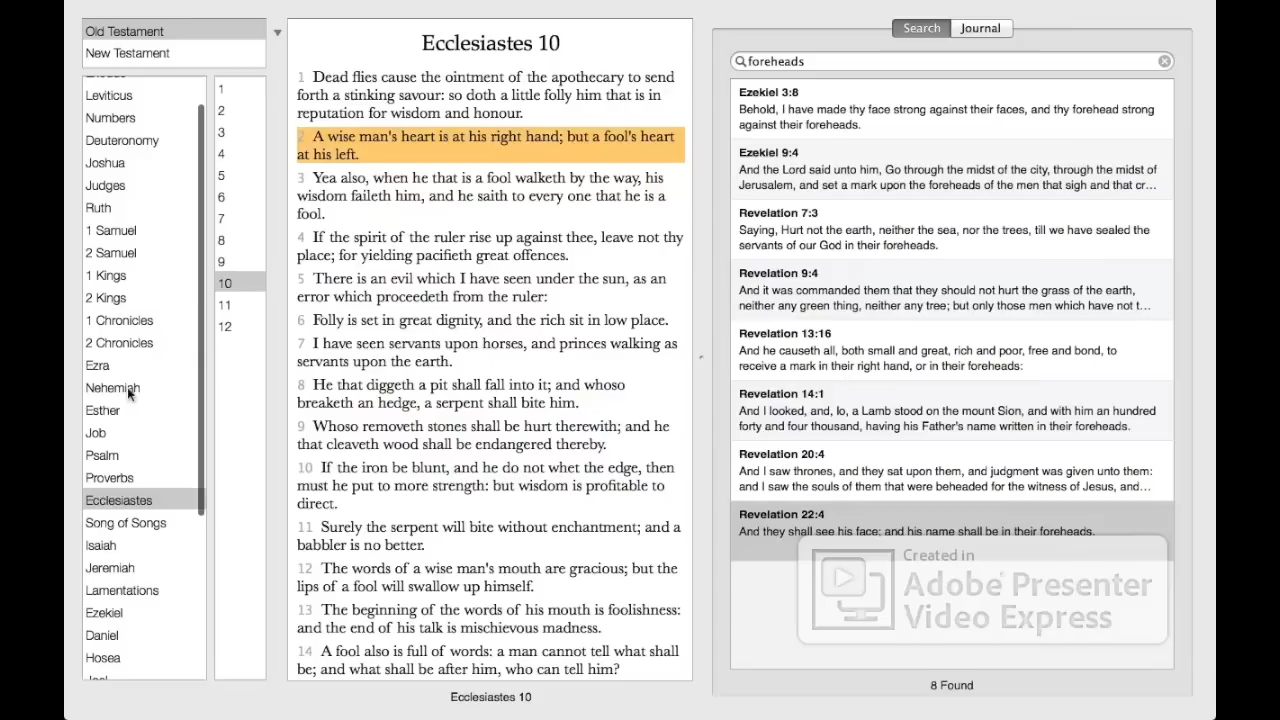 Old Testament
New Testament
Exodus
Leviticus
Numbers
Deuteronomy
Joshua
Judges
Ruth
1 Samuel
2 Samuel
1 Kings
2 Kings
1 Chronicles
2 Chronicles
Ezra
Nehemiah
Esther
Job
Psalm
Proverbs
Ecclesiastes
Song of Songs
Isaiah
Jeremiah
Lamentations
Ezekiel
Daniel
Hosea
Joel
1
2
3
4
5
6
7
8
9
10
11
12
Ecclesiastes 10
1 Dead flies cause the ointment of the apothecary to send
forth a stinking savour: so doth a little folly him that is in
reputation for wisdom and honour.
2 A wise man's heart is at his right hand; but a fool's heart
at his left.
3 Yea also, when he that is a fool walketh by the way, his
wisdom faileth him, and he saith to every one that he is a
fool.
4 If the spirit of the ruler rise up against thee, leave not thy
place; for yielding pacifieth great offences.
5 There is an evil which I have seen under the sun, as an
error which proceedeth from the ruler:
6 Folly is set in great dignity, and the rich sit in low place.
7 I have seen servants upon horses, and princes walking as
servants upon the earth.
8 He that diggeth a pit shall fall into it; and whoso
breaketh an hedge, a serpent shall bite him.
9 Whoso removeth stones shall be hurt therewith; and he
that cleaveth wood shall be endangered thereby.
10 If the iron be blunt, and he do not whet the edge, then
must he put to more strength: but wisdom is profitable to
direct.
11 Surely the serpent will bite without enchantment; and a
babbler is no better.
12 The words of a wise man's mouth are gracious; but the
lips of a fool will swallow up himself.
13 The beginning of the words of his mouth is foolishness:
and the end of his talk is mischievous madness.
14 A fool also is full of words: a man cannot tell what shall
be; and what shall be after him, who can tell him?
Ecclesiastes 10
Search Journal
foreheads
Ezekiel 3:8
Behold, I have made thy face strong against their faces, and thy forehead strong
against their foreheads.
Ezekiel 9:4
And the Lord said unto him, Go through the midst of the city, through the midst of
Jerusalem, and set a mark upon the foreheads of the men that sigh and that cr...
Revelation 7:3
Saying, Hurt not the earth, neither the sea, nor the trees, till we have sealed the
servants of our God in their foreheads.
Revelation 9:4
And it was commanded them that they should not hurt the grass of the earth,
neither any green thing, neither any tree; but only those men which have not t...
Revelation 13:16
And he causeth all, both small and great, rich and poor, free and bond, to
receive a mark in their right hand, or in their foreheads:
Revelation 14:1
And I looked, and, lo, a Lamb stood on the mount Sion, and with him an hundred
forty and four thousand, having his Father's name written in their foreheads.
Revelation 20:4
And I saw thrones, and they sat upon them, and judgment was given unto them:
and I saw the souls of them that were beheaded for the witness of Jesus, and...
Revelation 22:4
And they shall see his face; and his name shall be in their foreheads.
Created in
Adobe Presenter
Video Express
8 Found